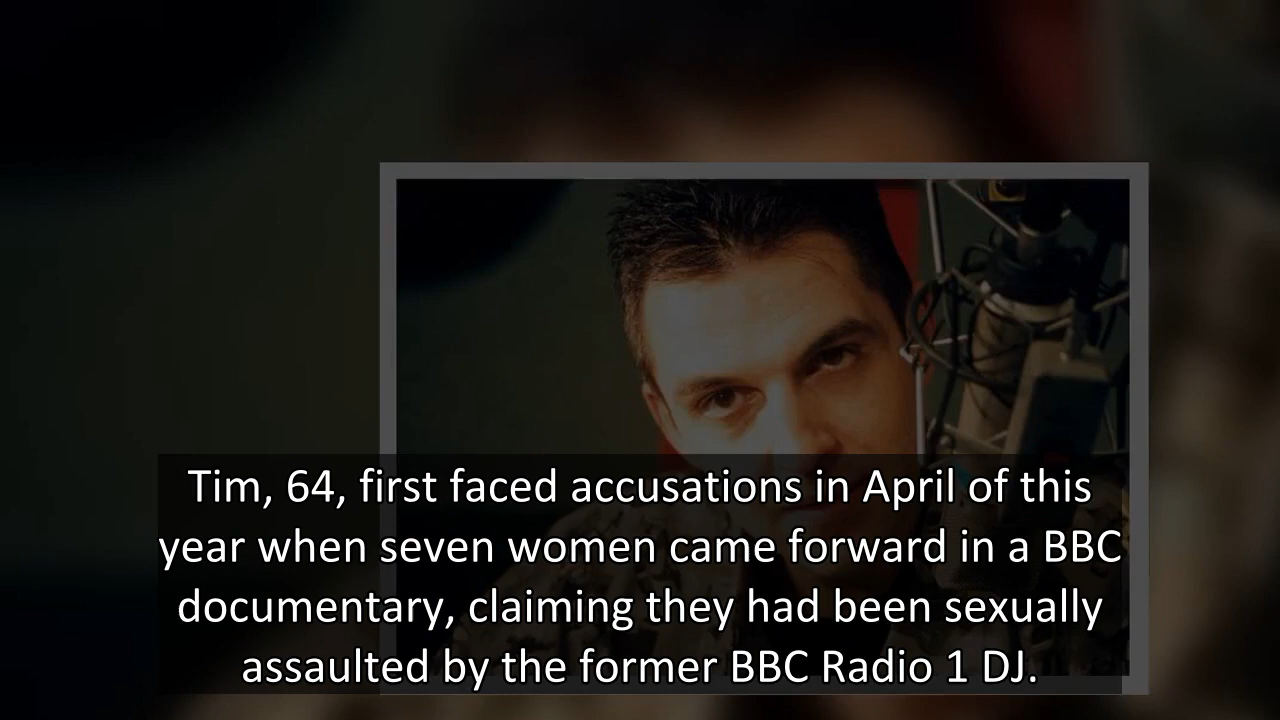 Tim, 64, first faced accusations in April of this
year when seven women came forward in a BBC
documentary, claiming they had been sexually
assaulted by the former BBC Radio 1 DJ.